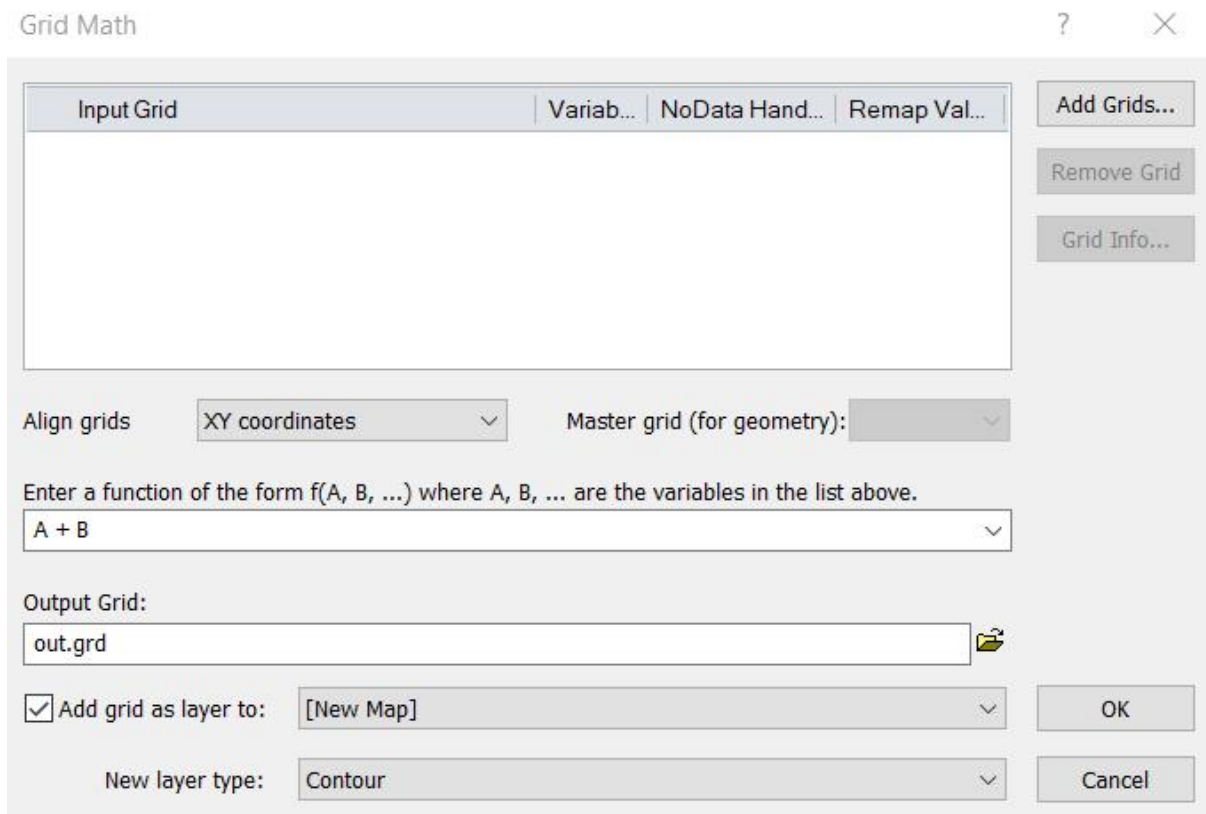 Grid Math ?
Input Grid Variab... NoData Hand... Remap Val... Add Grids...
Remove Grid
Grid Info...
Align grids XY coordinates Master grid (for geometry):
Enter a function of the form f(A, B, ...) where A, B, ... are the variables in the list above.
A + B
Output Grid:
out.grd
Add grid as layer to: [New Map] OK
New layer type: Contour Cancel